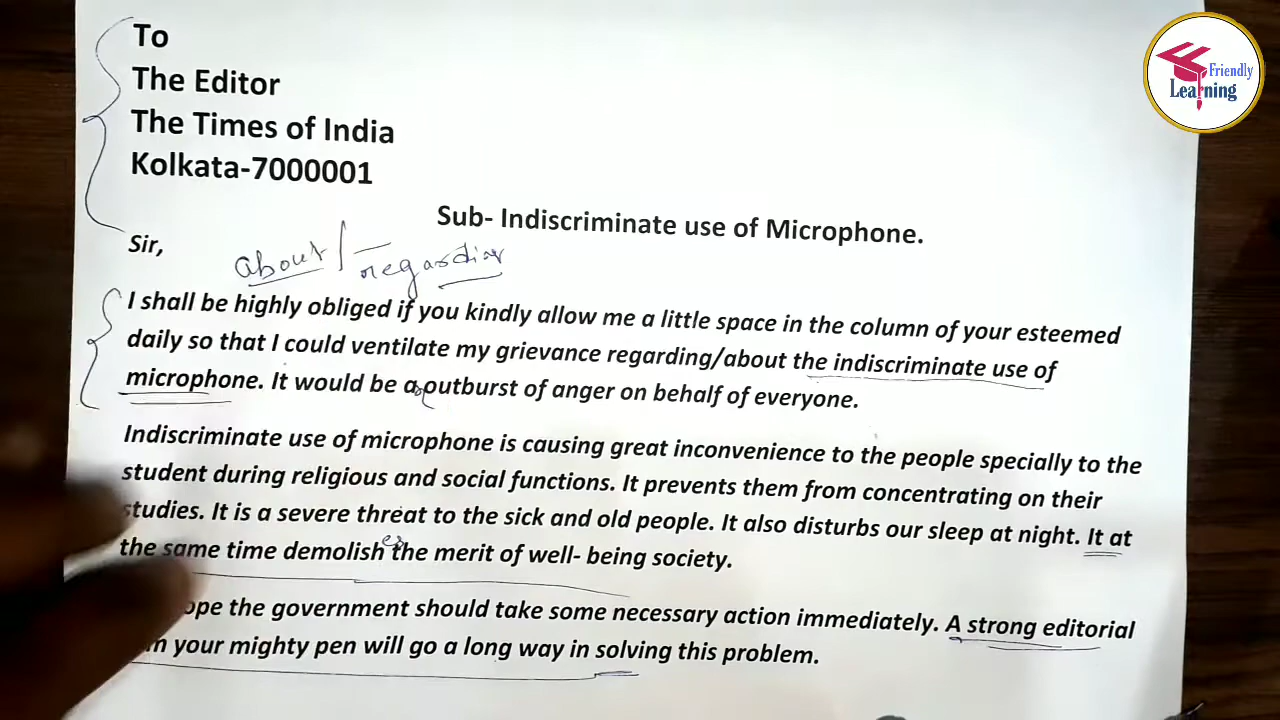 To
The Editor
The Times of India
Kolkata-7000001
Friendly
Learning
Sub- Indiscriminate use of Microphone.
Sir,
about / regarding
I shall be highly obliged if you kindly allow me a little space in the column of your esteemed
daily so that I could ventilate my grievance regarding/about the indiscriminate use of
microphone. It would be a outburst of anger on behalf of everyone.
Indiscriminate use of microphone is causing great inconvenience to the people specially to the
student during religious and social functions. It prevents them from concentrating on their
studies. It is a severe threat to the sick and old people. It also disturbs our sleep at night. It at
es
the same time demolish the merit of well- being society.
the government should take some necessary action immediately. A strong editorial
your mighty pen will go a long way in solving this problem.